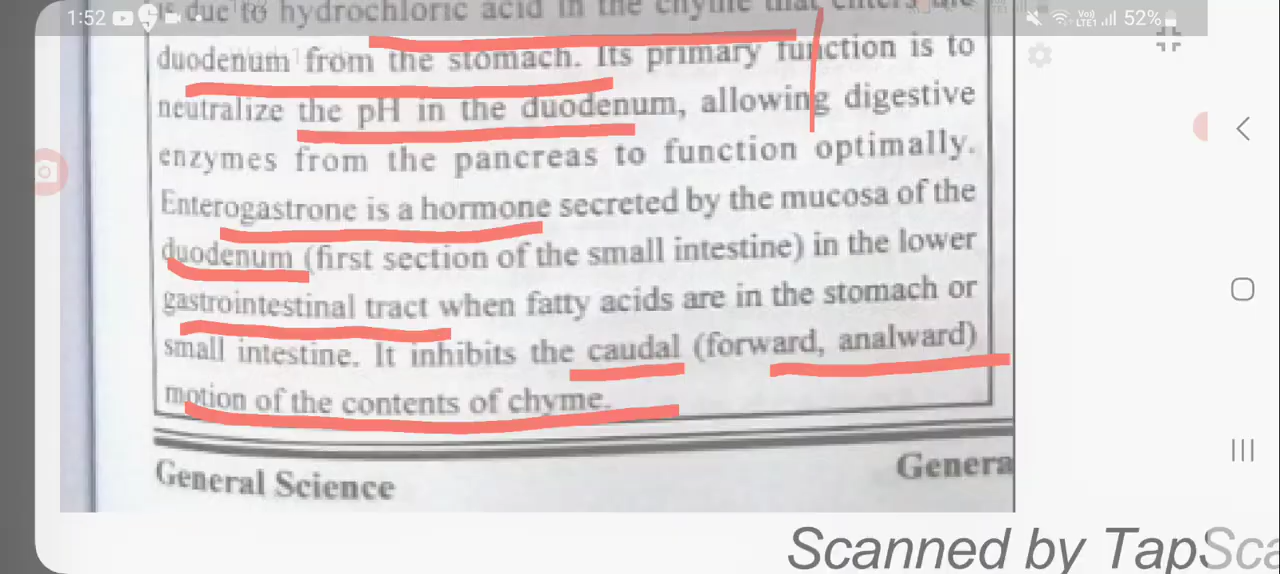 1:52
52%
is due to hydrochloric acid in the chyme that enters the
duodenum from the stomach. Its primary function is to
neutralize the pH in the duodenum, allowing digestive
enzymes from the pancreas to function optimally.
Enterogastrone is a hormone secreted by the mucosa of the
duodenum (first section of the small intestine) in the lower
gastrointestinal tract when fatty acids are in the stomach or
small intestine. It inhibits the caudal (forward, analward)
motion of the contents of chyme.
General Science
Genera
Scanned by TapSca